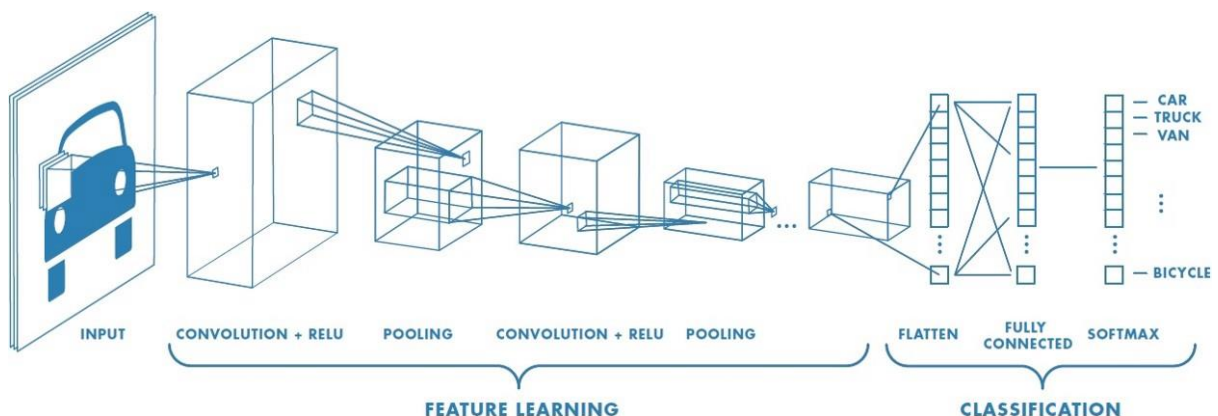 CAR
TRUCK
VAN
BICYCLE
INPUT
CONVOLUTION + RELU
POOLING
CONVOLUTION + RELU
POOLING
FLATTEN
FULLY
CONNECTED
SOFTMAX
FEATURE LEARNING
CLASSIFICATION